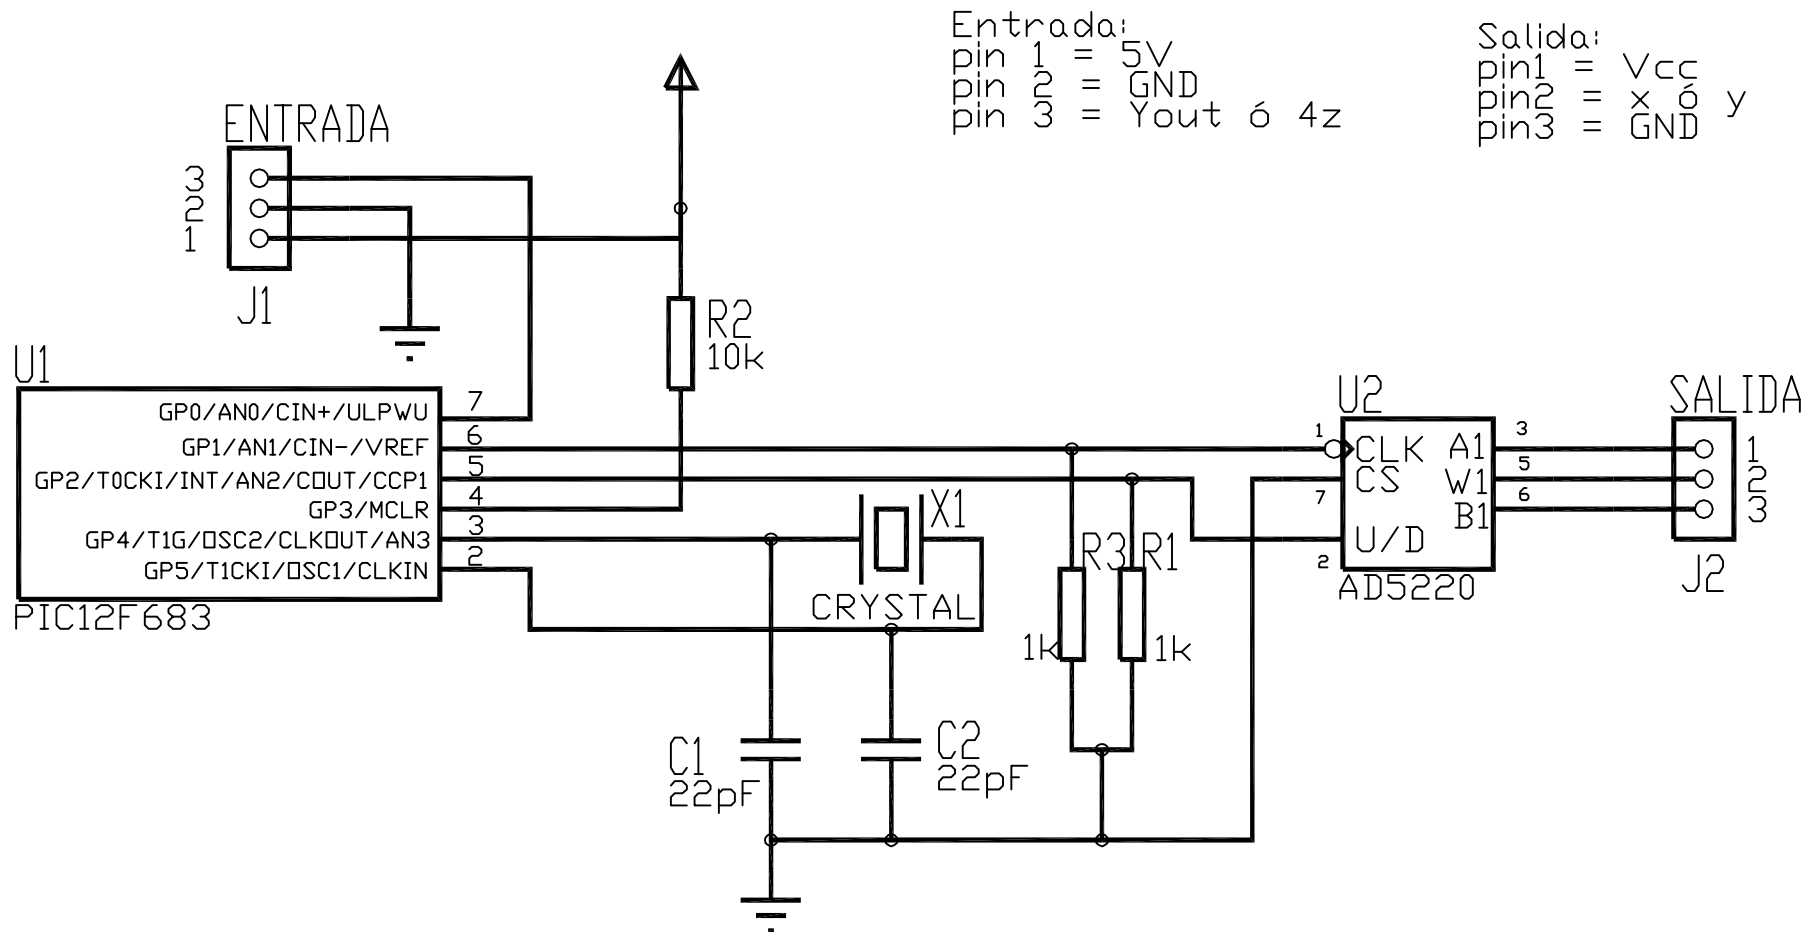 Entrada:
pin 1 = 5V
pin 2 = GND
pin 3 = Yout ó 4z
Salida:
pin1 = Vcc
pin2 = x ó y
pin3 = GND
ENTRADA
3
2
1
J1
R2
10k
U1
GP0/AN0/CIN+/ULPWU
7
GP1/AN1/CIN-/VREF
6
GP2/T0CKI/INT/AN2/COUT/CCP1
5
GP3/MCLR
4
GP4/T1G/OSC2/CLKOUT/AN3
3
GP5/T1CKI/OSC1/CLKIN
2
PIC12F683
X1
CRYSTAL
R3
R1
1k
1k
C1
22pF
C2
22pF
U2
1
CLK
A1
3
CS
W1
5
7
B1
6
U/D
2
AD5220
SALIDA
1
2
3
J2